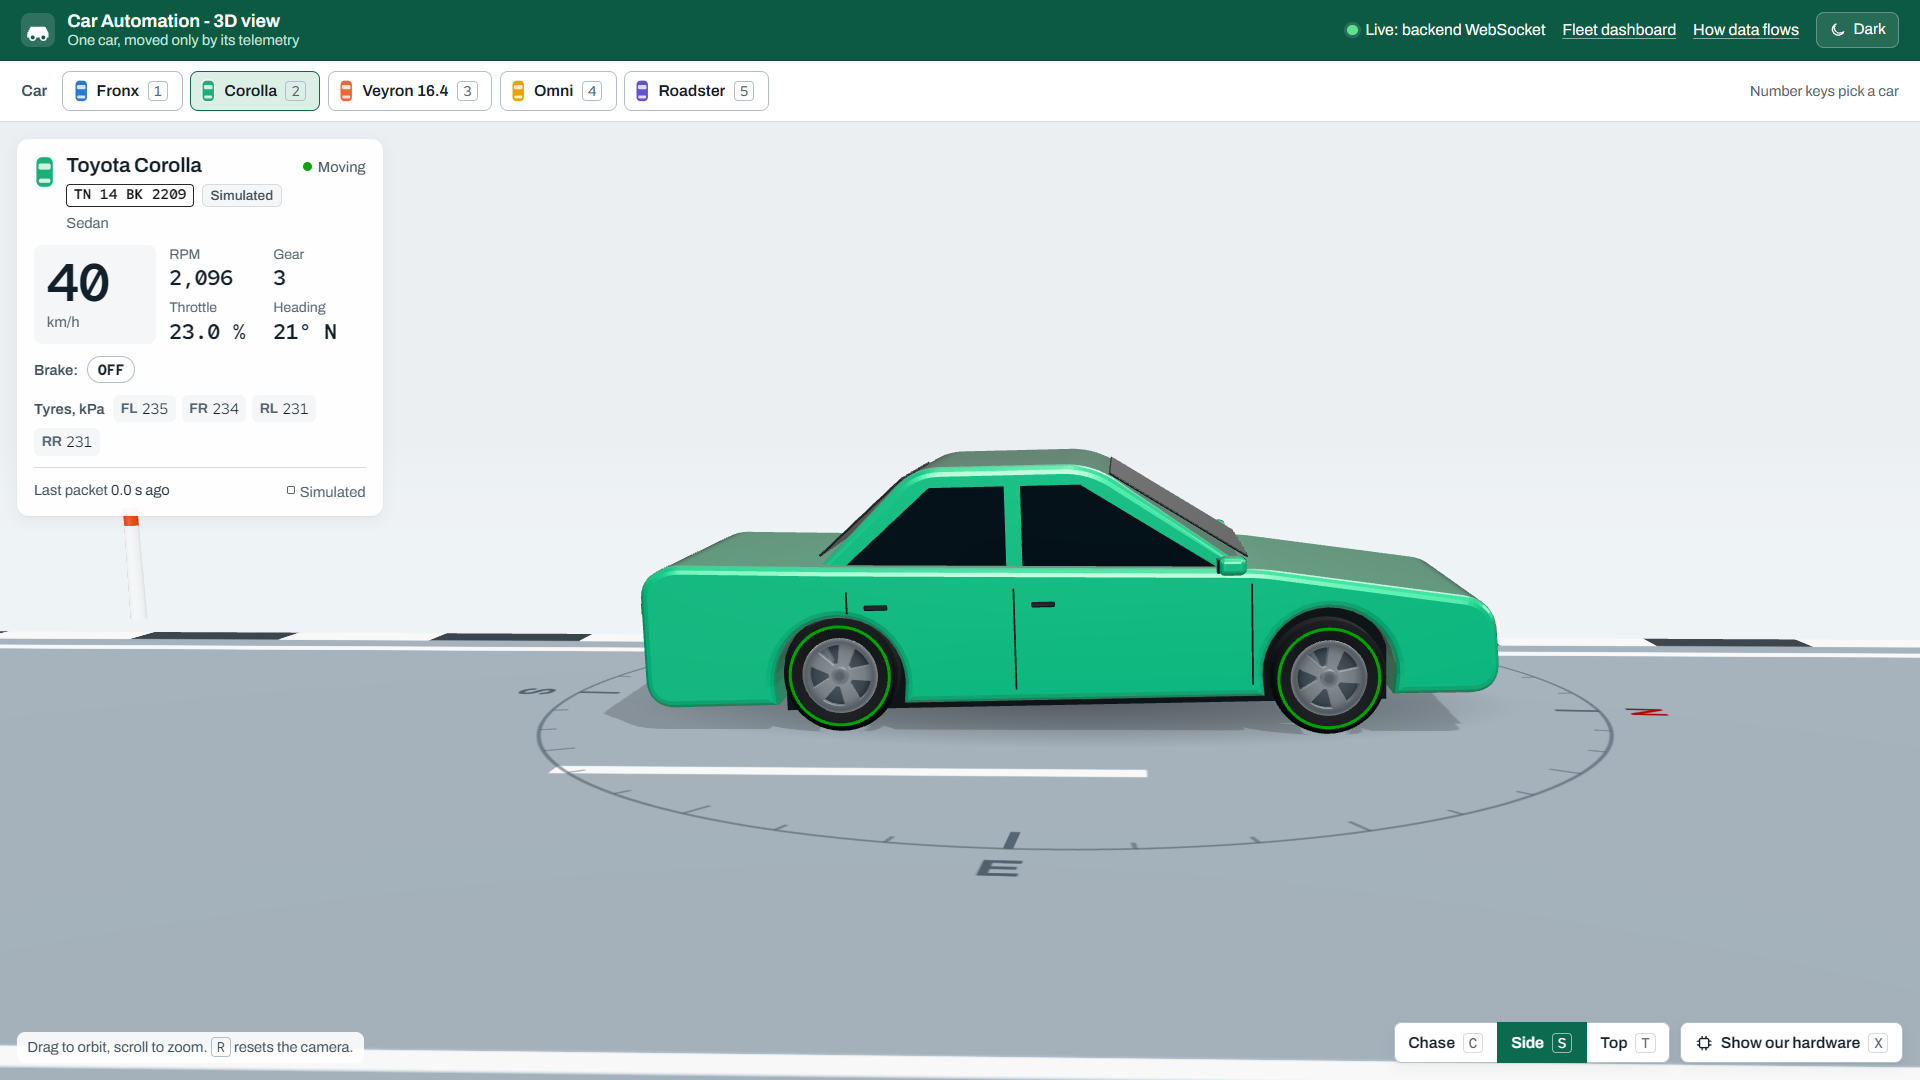 Car Automation - 3D view
One car, moved only by its telemetry
Live: backend WebSocket
Fleet dashboard
How data flows
Dark
Car
Fronx 1
Corolla 2
Veyron 16.4 3
Omni 4
Roadster 5
Number keys pick a car
Toyota Corolla
Moving
TN 14 BK 2209
Simulated
Sedan
40
km/h
RPM
2,096
Gear
3
Throttle
23.0 %
Heading
21° N
Brake: OFF
Tyres, kPa FL 235 FR 234 RL 231
RR 231
Last packet 0.0 s ago
Simulated
S
N
E
Drag to orbit, scroll to zoom. R resets the camera.
Chase C
Side S
Top T
Show our hardware X